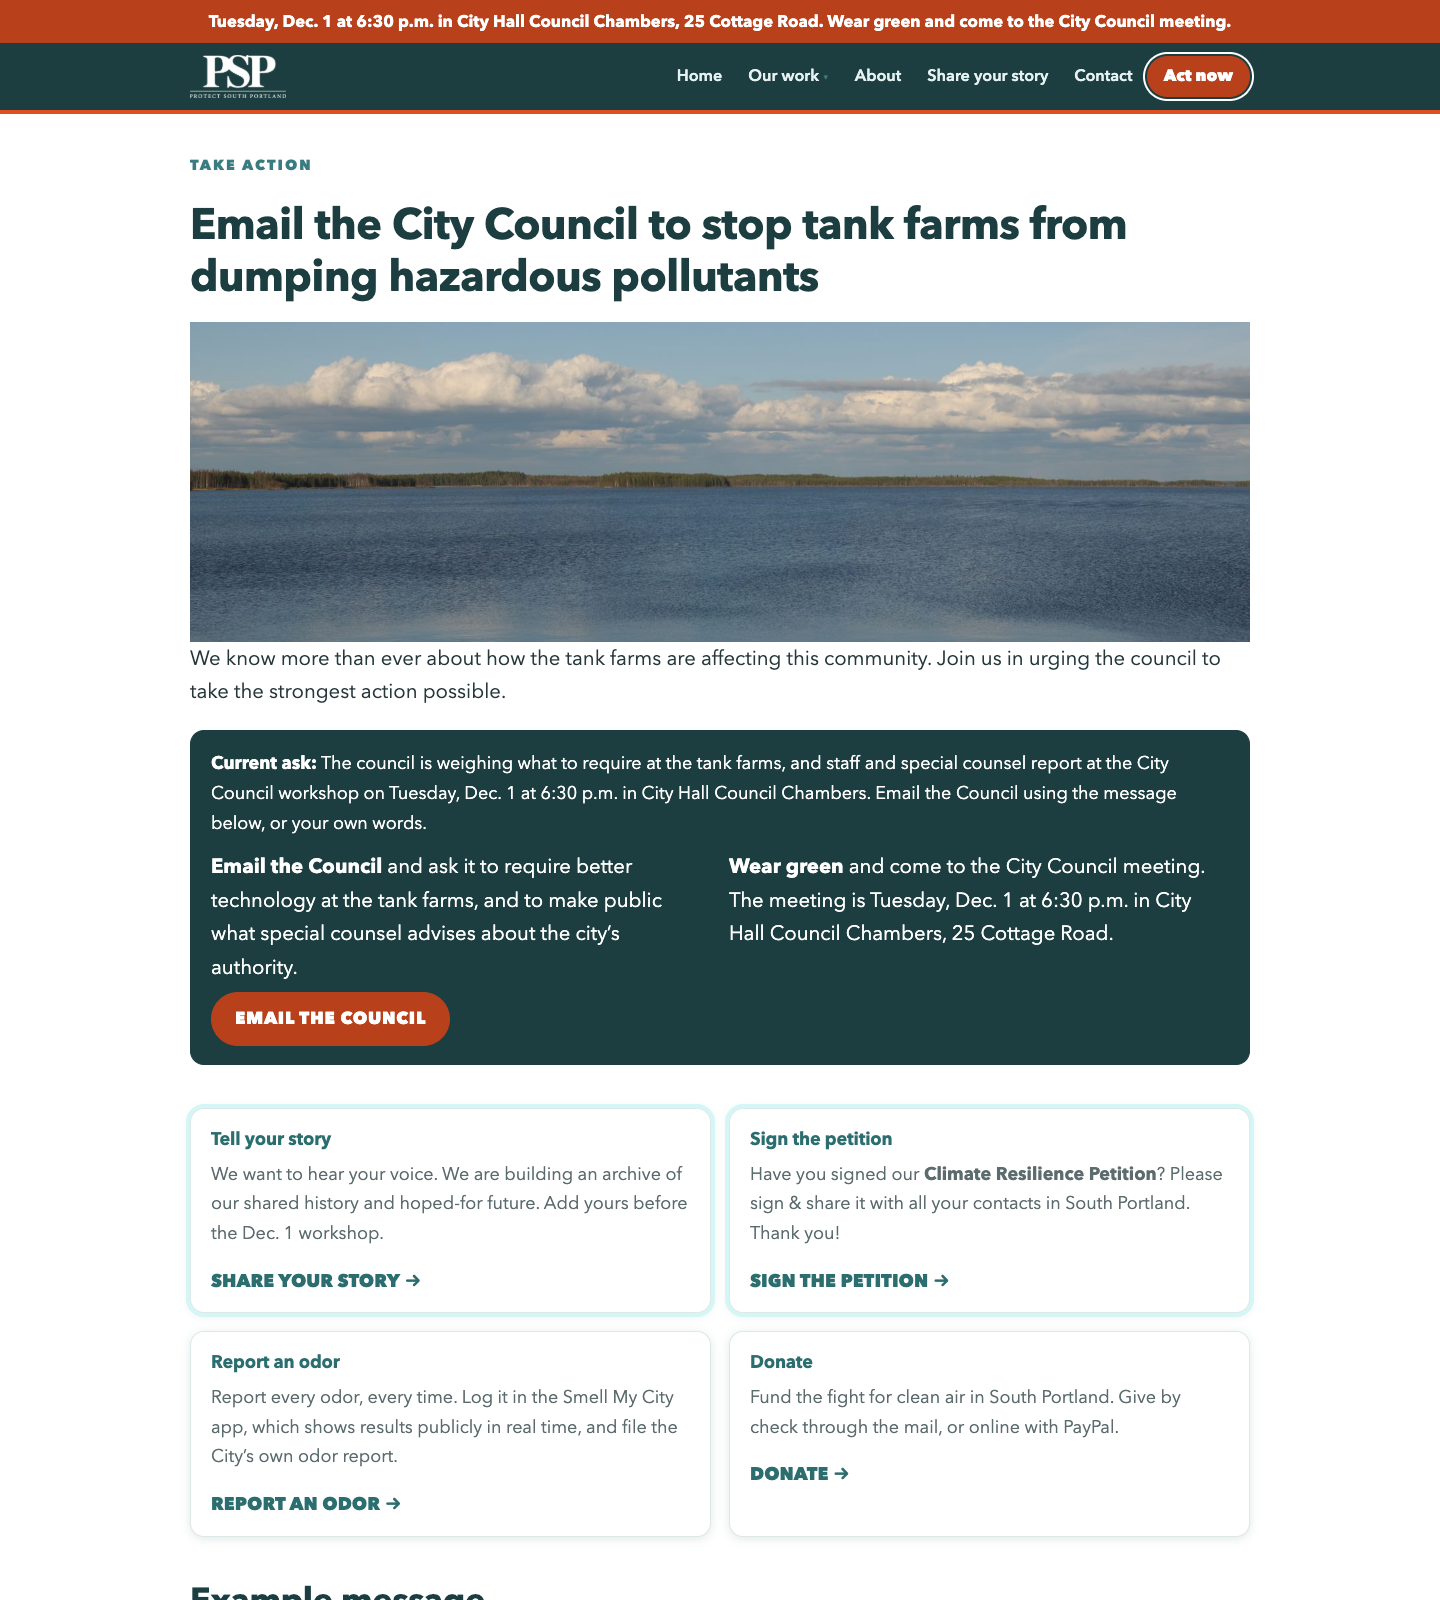 Tuesday, Dec. 1 at 6:30 p.m. in City Hall Council Chambers, 25 Cottage Road. Wear green and come to the City Council meeting.
PSP
PROTECT SOUTH PORTLAND
Home
Our work
About
Share your story
Contact
Act now
TAKE ACTION
Email the City Council to stop tank farms from
dumping hazardous pollutants
We know more than ever about how the tank farms are affecting this community. Join us in urging the council to
take the strongest action possible.
Current ask: The council is weighing what to require at the tank farms, and staff and special counsel report at the City
Council workshop on Tuesday, Dec. 1 at 6:30 p.m. in City Hall Council Chambers. Email the Council using the message
below, or your own words.
Email the Council and ask it to require better
technology at the tank farms, and to make public
what special counsel advises about the city’s
authority.
EMAIL THE COUNCIL
Wear green and come to the City Council meeting.
The meeting is Tuesday, Dec. 1 at 6:30 p.m. in City
Hall Council Chambers, 25 Cottage Road.
Tell your story
We want to hear your voice. We are building an archive of
our shared history and hoped-for future. Add yours before
the Dec. 1 workshop.
SHARE YOUR STORY →
Sign the petition
Have you signed our Climate Resilience Petition? Please
sign & share it with all your contacts in South Portland.
Thank you!
SIGN THE PETITION →
Report an odor
Report every odor, every time. Log it in the Smell My City
app, which shows results publicly in real time, and file the
City’s own odor report.
REPORT AN ODOR →
Donate
Fund the fight for clean air in South Portland. Give by
check through the mail, or online with PayPal.
DONATE →
Example message